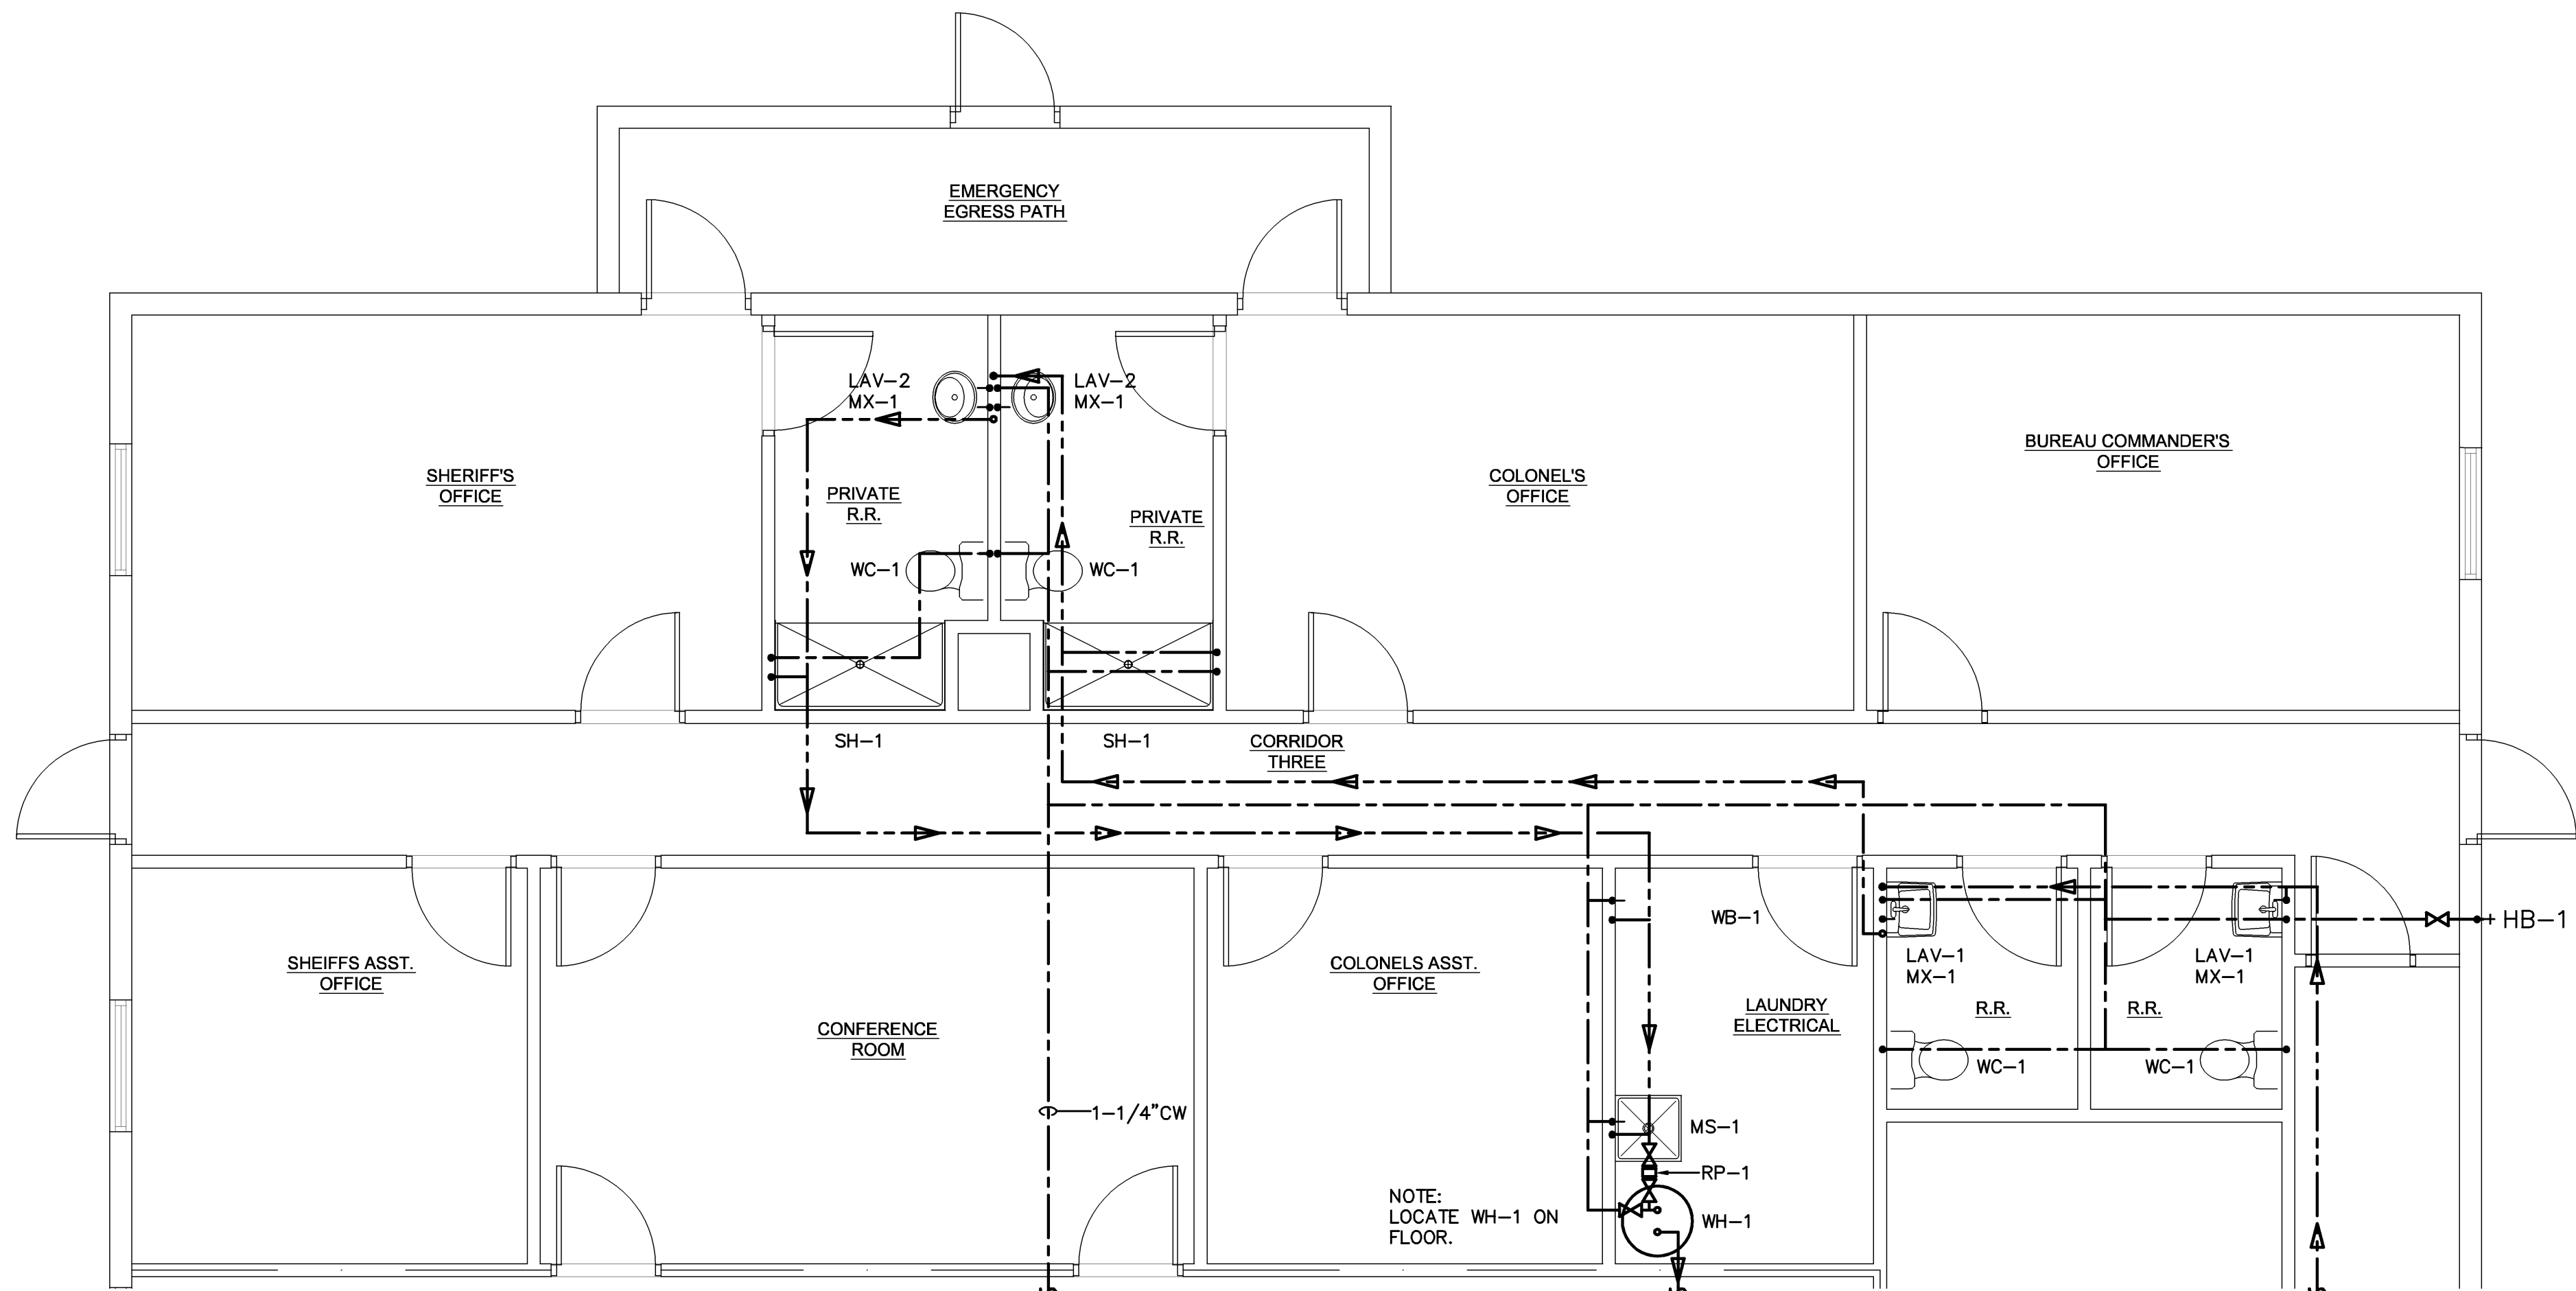 EMERGENCY
EGRESS PATH
LAV-2
MX-1
LAV-2
MX-1
SHERIFF'S
OFFICE
PRIVATE
R.R.
PRIVATE
R.R.
COLONEL'S
OFFICE
BUREAU COMMANDER'S
OFFICE
WC-1
WC-1
SH-1
SH-1
CORRIDOR
THREE
WB-1
HB-1
SHEIFFS ASST.
OFFICE
CONFERENCE
ROOM
COLONELS ASST.
OFFICE
LAUNDRY
ELECTRICAL
LAV-1
MX-1
LAV-1
MX-1
R.R.
R.R.
WC-1
WC-1
1-1/4"CW
MS-1
RP-1
NOTE:
LOCATE WH-1 ON
FLOOR.
WH-1